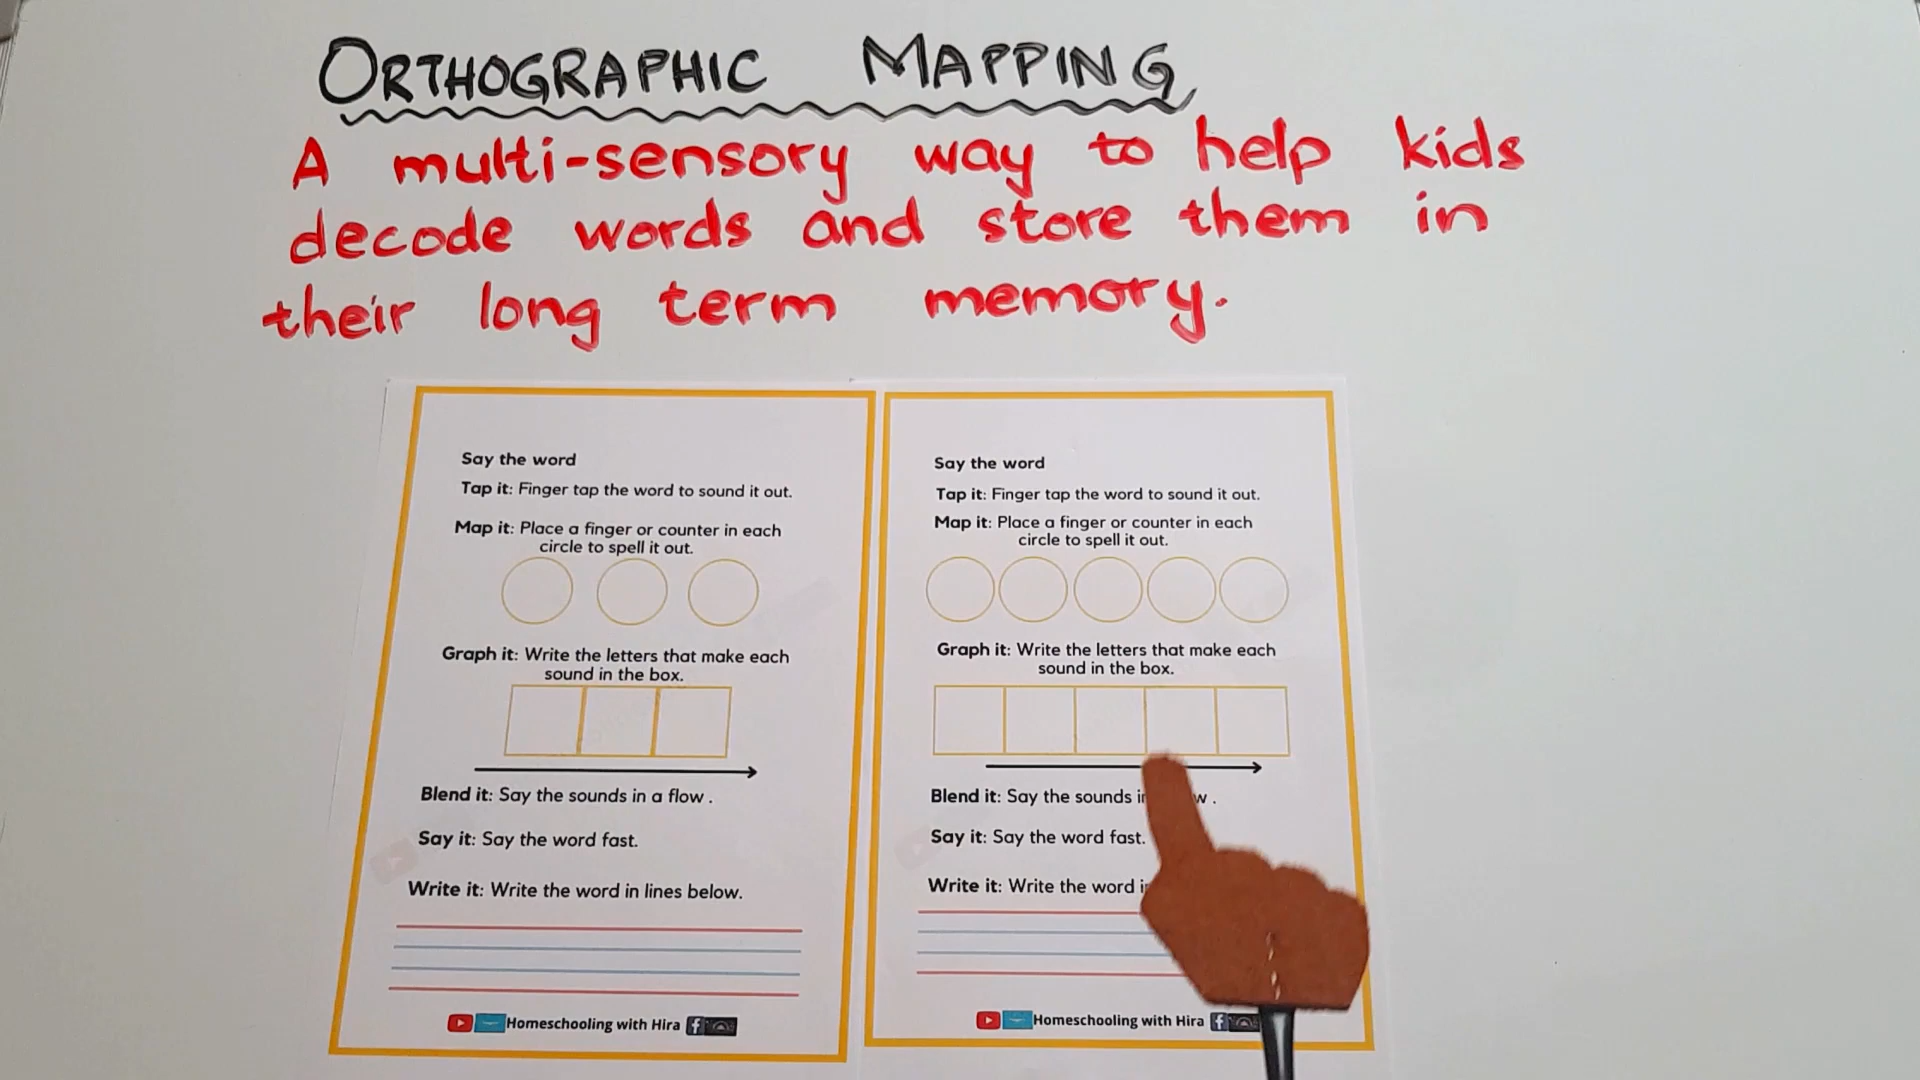 ORTHOGRAPHIC MAPPING
A multi-sensory way to help kids
decode words and store them in
their long term memory.
Say the word
Tap it: Finger tap the word to sound it out.
Map it: Place a finger or counter in each
circle to spell it out.
Graph it: Write the letters that make each
sound in the box.
Blend it: Say the sounds in a flow .
Say it: Say the word fast.
Write it: Write the word in lines below.
Homeschooling with Hira
Say the word
Tap it: Finger tap the word to sound it out.
Map it: Place a finger or counter in each
circle to spell it out.
Graph it: Write the letters that make each
sound in the box.
Blend it: Say the sounds
Say it: Say the word fast.
Write it: Write the word
Homeschooling with Hira